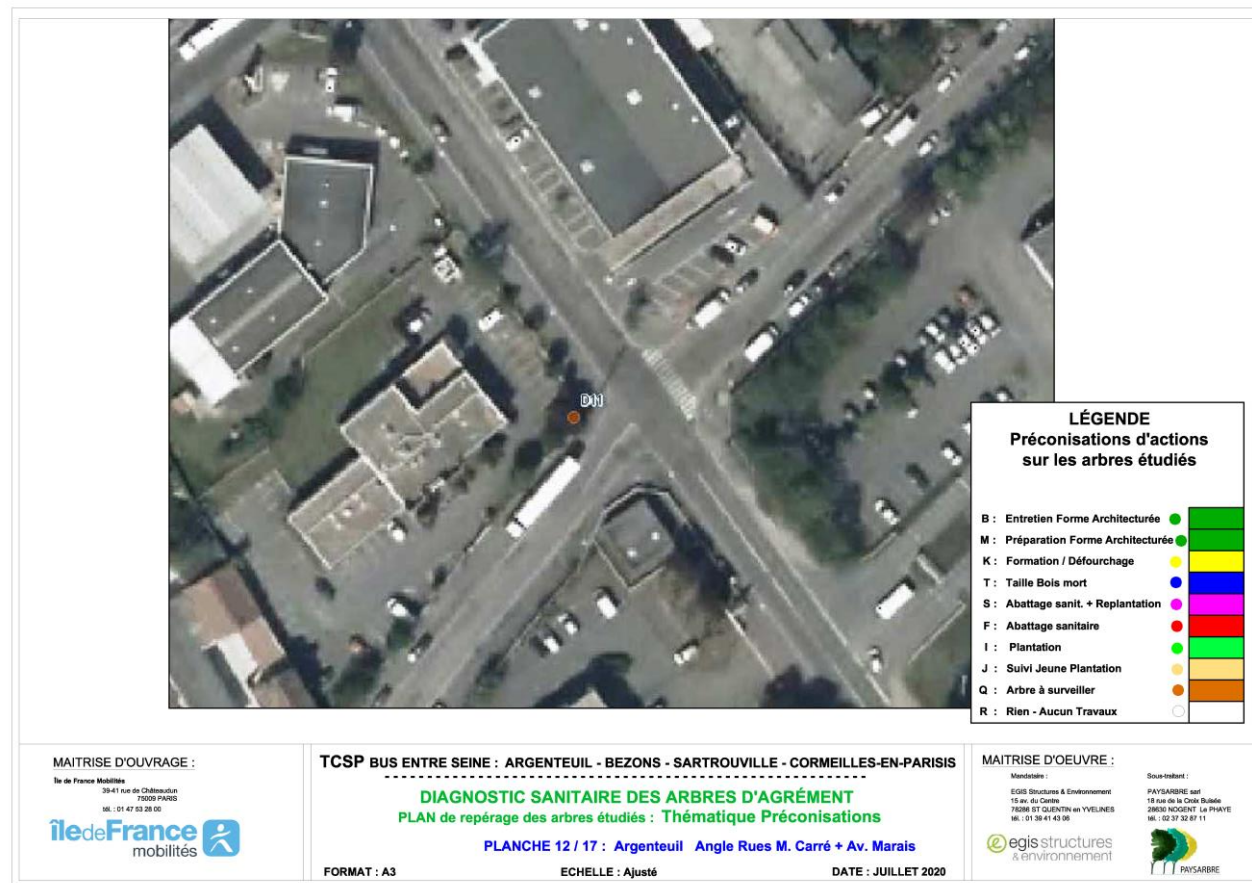 D11
LÉGENDE
Préconisations d'actions
sur les arbres étudiés
B : Entretien Forme Architecturée
M : Préparation Forme Architecturée
K : Formation / Défourchage
T : Taille Bois mort
S : Abattage sanit. + Replantation
F : Abattage sanitaire
I : Plantation
J : Suivi Jeune Plantation
Q : Arbre à surveiller
R : Rien - Aucun Travaux
MAITRISE D'OUVRAGE :
Île de France Mobilités
39-41 rue de Châteaudun
75009 PARIS
tél. : 01 47 53 28 00
îledeFrance
mobilités
TCSP BUS ENTRE SEINE : ARGENTEUIL - BEZONS - SARTROUVILLE - CORMEILLES-EN-PARISIS
DIAGNOSTIC SANITAIRE DES ARBRES D'AGRÉMENT
PLAN de repérage des arbres étudiés : Thématique Préconisations
PLANCHE 12 / 17 : Argenteuil Angle Rues M. Carré + Av. Marais
FORMAT : A3 ECHELLE : Ajusté DATE : JUILLET 2020
MAITRISE D'OEUVRE :
Mandataire :
EGIS Structures & Environnement
15 av. du Centre
78286 ST QUENTIN en YVELINES
tél. : 01 39 41 43 06
egis structures
& environnement
Sous-traitant :
PAYSARBRE sarl
18 rue de la Croix Buisée
28630 NOGENT Le PHAYE
tél. : 02 37 32 87 11
PAYSARBRE